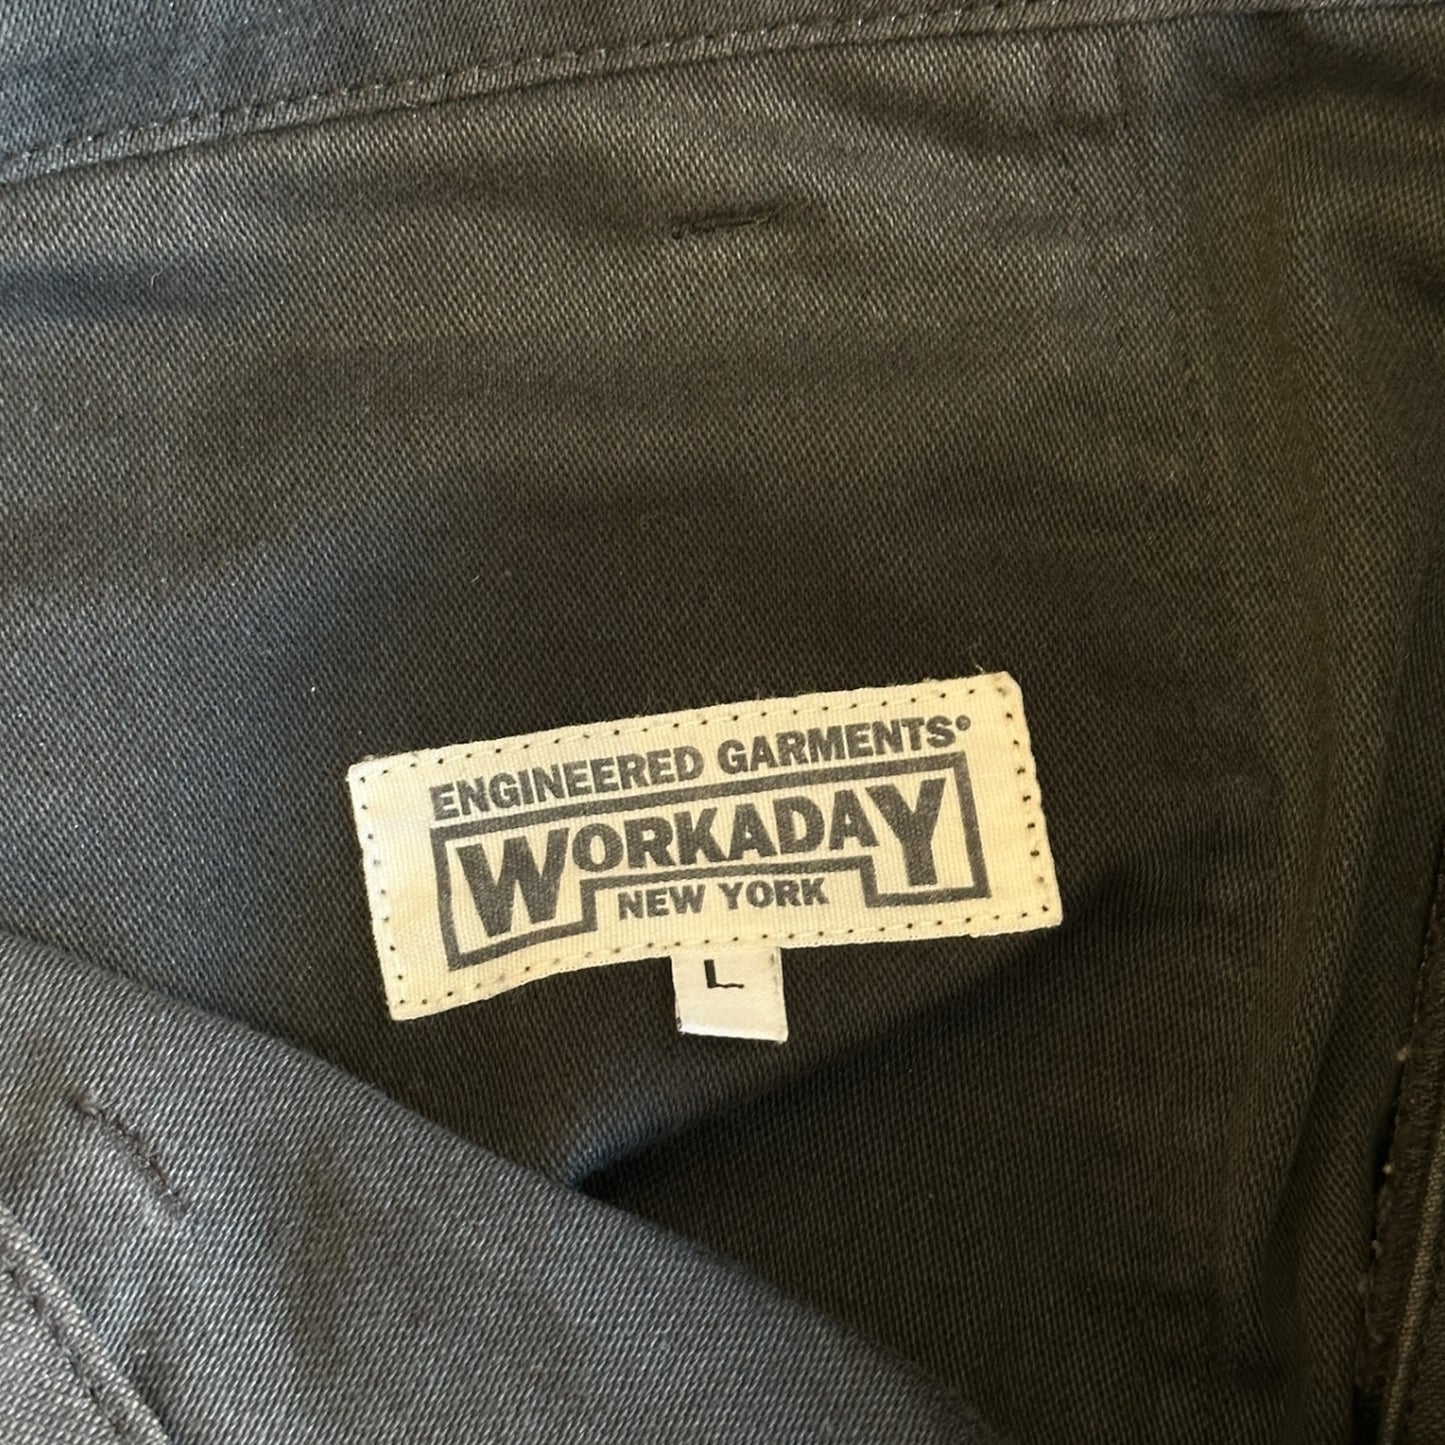 ENGINEERED GARMENTS®
WORKADAY
NEW YORK
L